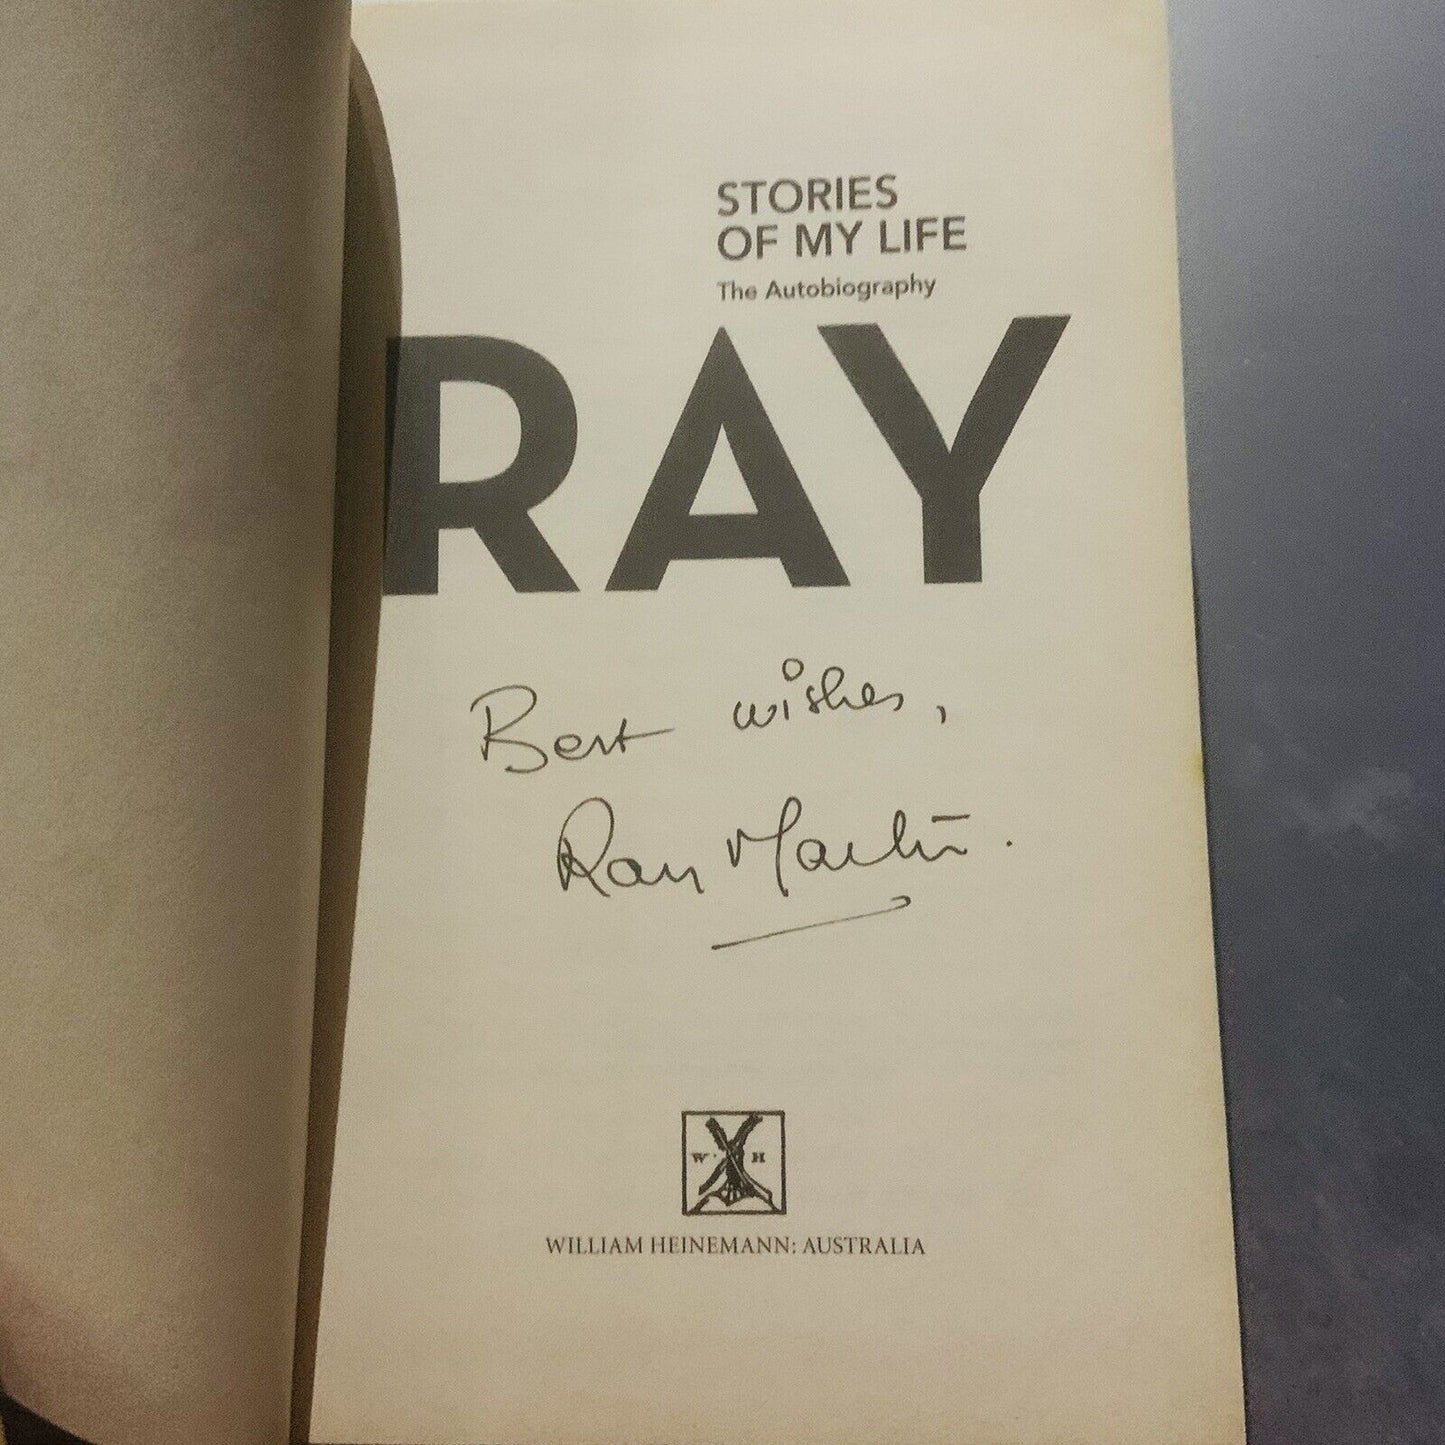 STORIES
OF MY LIFE
The Autobiography
RAY
Best wishes,
Ray Martin.
W H
WILLIAM HEINEMANN: AUSTRALIA